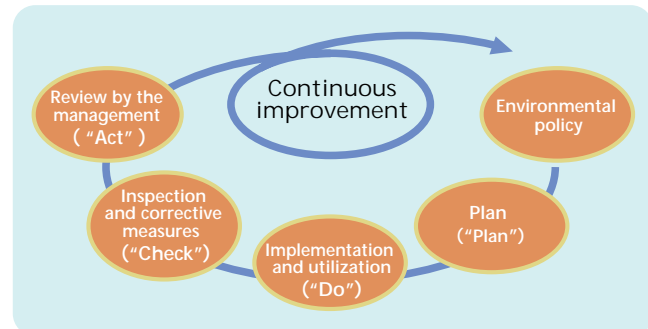 Continuous
improvement
Review by the
management
( “Act” )
Environmental
policy
Inspection
and corrective
measures
(“Check”)
Plan
(“Plan”)
Implementation
and utilization
(“Do”)